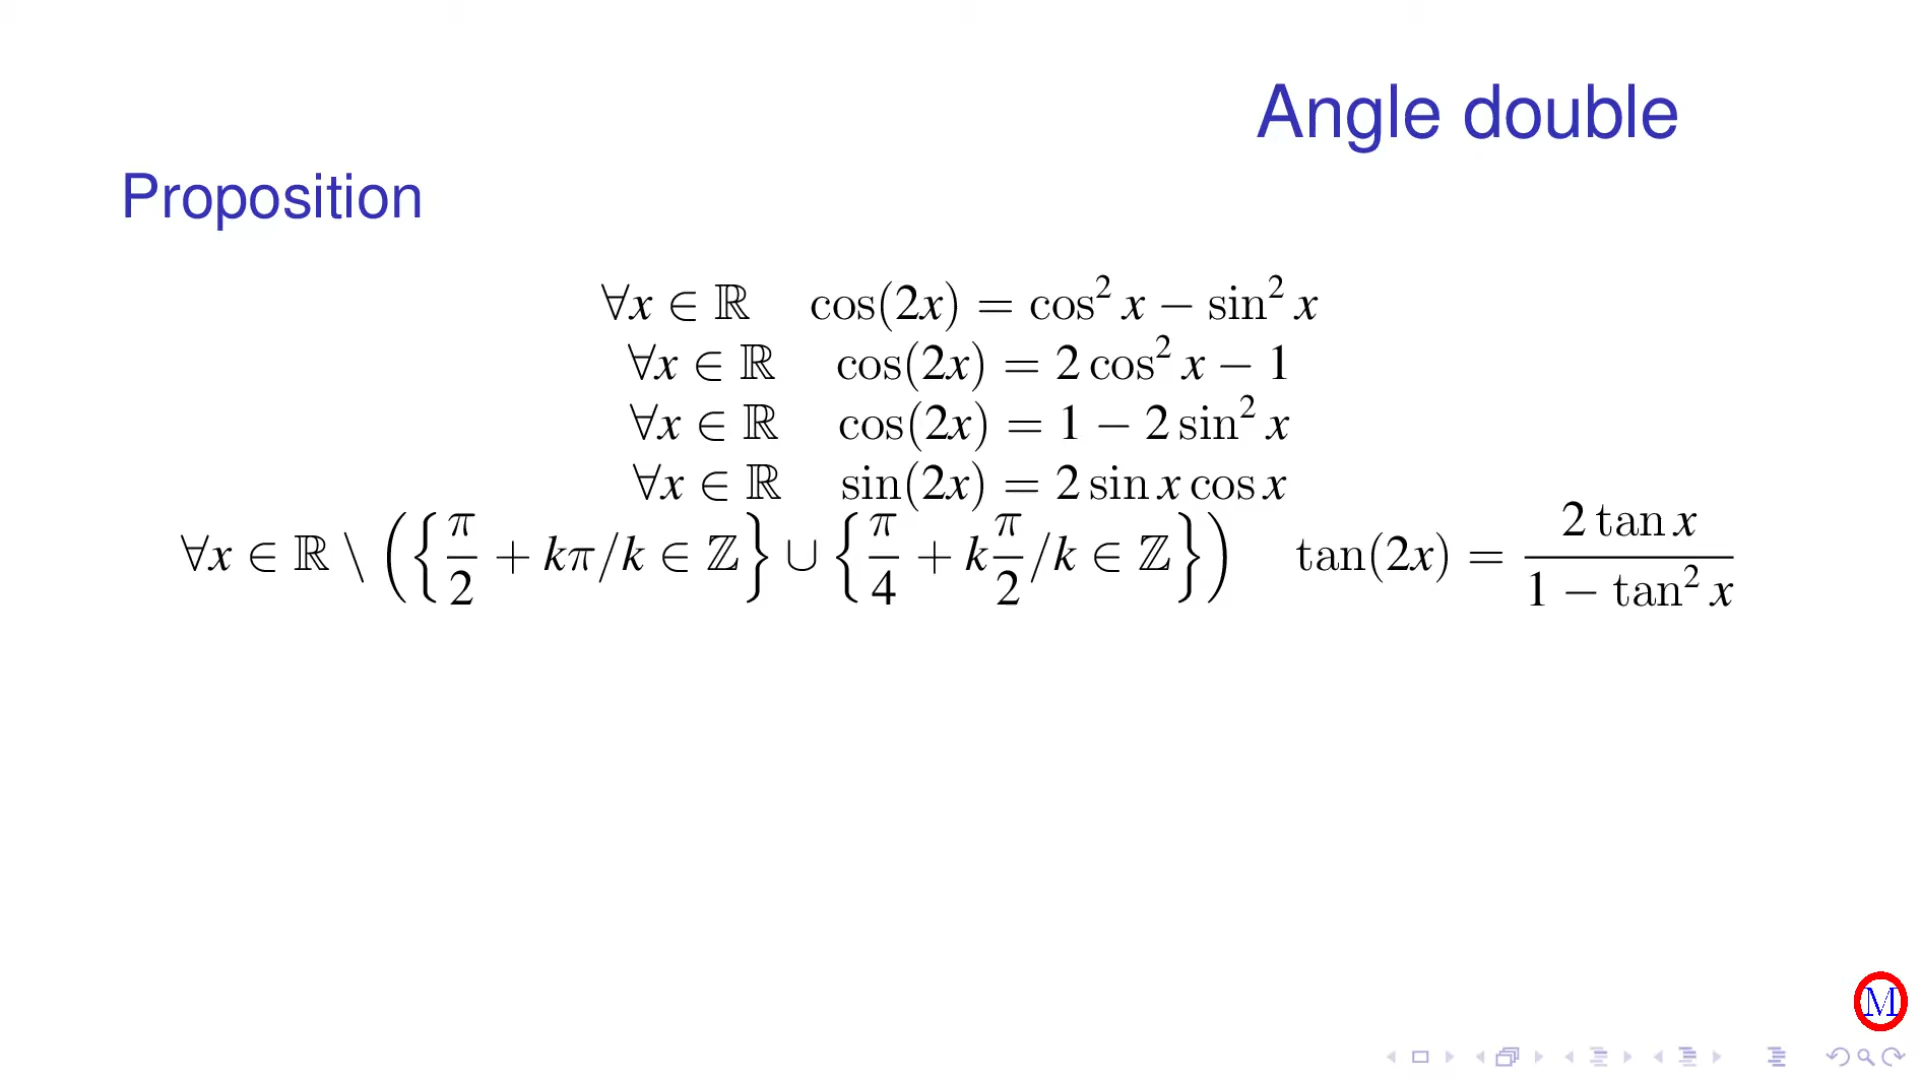 Angle double
Proposition
∀x ∈ ℝ cos(2x) = cos² x − sin² x
∀x ∈ ℝ cos(2x) = 2 cos² x − 1
∀x ∈ ℝ cos(2x) = 1 − 2 sin² x
∀x ∈ ℝ sin(2x) = 2 sin x cos x
∀x ∈ ℝ \ ({π/2 + kπ/k ∈ ℤ} ∪ {π/4 + k π/2 /k ∈ ℤ}) tan(2x) = 2 tan x / 1 − tan² x
M